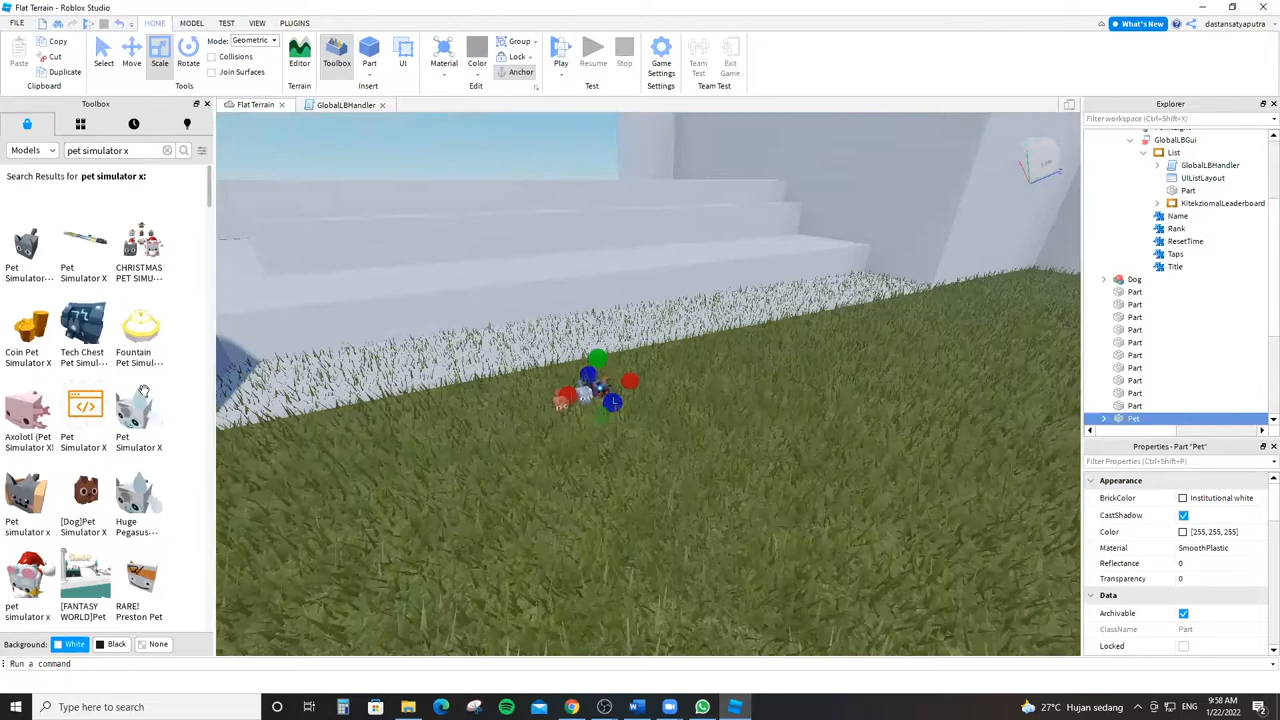 Flat Terrain - Roblox Studio
FILE HOME MODEL TEST VIEW PLUGINS What's New dastansatyaputra
Paste Copy Cut Duplicate Clipboard
Select Move Scale Rotate Mode: Geometric Collisions Join Surfaces Tools
Editor Terrain
Toolbox Part UI Insert
Material Color Group Lock Anchor Edit
Play Resume Stop Test
Game Settings Settings
Team Test Exit Game Team Test
Toolbox
Flat Terrain GlobalLBHandler
Models pet simulator x
Search Results for pet simulator x:
Pet Simulator··· Pet Simulator X CHRISTMAS PET SIMU···
Coin Pet Simulator X Tech Chest Pet Simul··· Fountain Pet Simul···
Axolotl (Pet Simulator X! Pet Simulator X Pet Simulator X
Pet simulator x [Dog]Pet Simulator X Huge Pegasus···
pet simulator x [FANTASY WORLD]Pet RARE! Preston Pet
Background: White Black None
Run a command
Explorer
Filter workspace (Ctrl+Shift+X)
GlobalLBGui
List
GlobalLBHandler
UIListLayout
Part
KitekziomalLeaderboard
Name
Rank
ResetTime
Taps
Title
Dog
Part
Part
Part
Part
Part
Part
Part
Part
Part
Part
Pet
Properties - Part "Pet"
Filter Properties (Ctrl+Shift+P)
Appearance
BrickColor Institutional white
CastShadow
Color [255, 255, 255]
Material SmoothPlastic
Reflectance 0
Transparency 0
Data
Archivable
ClassName Part
Locked
Type here to search 27°C Hujan sedang 9:58 AM 1/22/2022